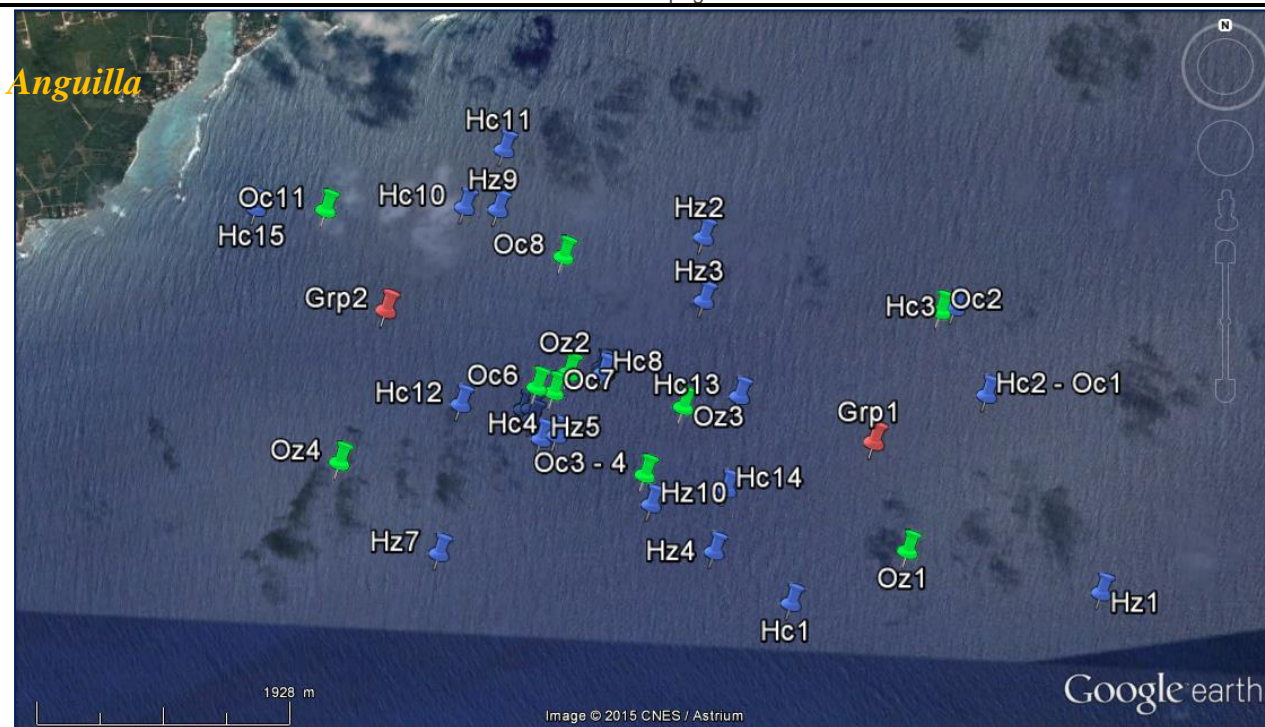 N
Anguilla
Hc11
Hz9
Hc10
Oc11
Hc15
Hz2
Oc8
Hz3
Grp2
Hc3
Oc2
Oz2
Hc8
Oc6
Oc7
Hc13
Hc12
Hc2 - Oc1
Oz3
Grp1
Hc4
Hz5
Oz4
Oc3 - 4
Hc14
Hz10
Hz7
Hz4
Oz1
Hz1
Hc1
1928 m
Google earth
Image © 2015 CNES / Astrium